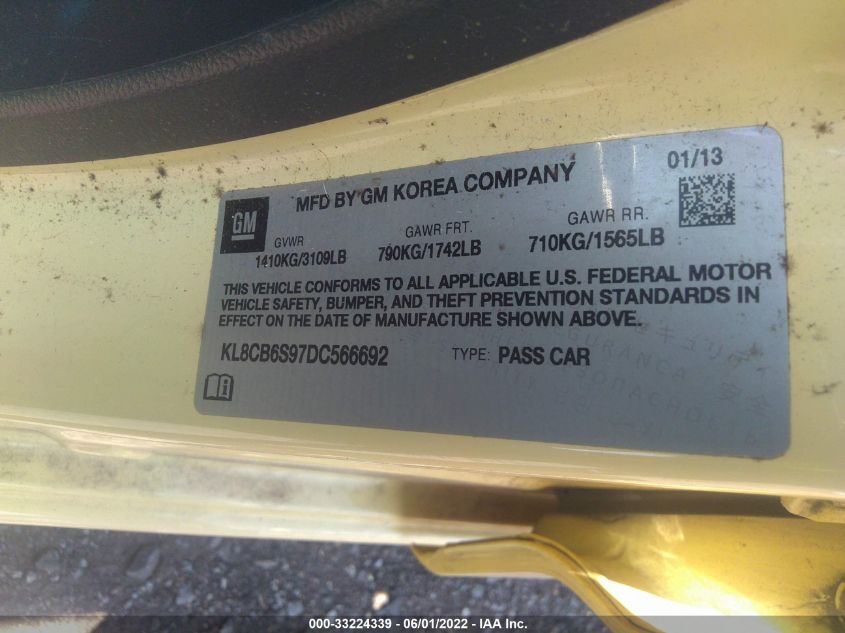 MFD BY GM KOREA COMPANY
01/13
GM
GVWR
GAWR FRT.
GAWR RR.
1410KG/3109LB
790KG/1742LB
710KG/1565LB
THIS VEHICLE CONFORMS TO ALL APPLICABLE U.S. FEDERAL MOTOR
VEHICLE SAFETY, BUMPER, AND THEFT PREVENTION STANDARDS IN
EFFECT ON THE DATE OF MANUFACTURE SHOWN ABOVE.
KL8CB6S97DC566692
TYPE: PASS CAR
000-33224339 - 06/01/2022 - IAA Inc.